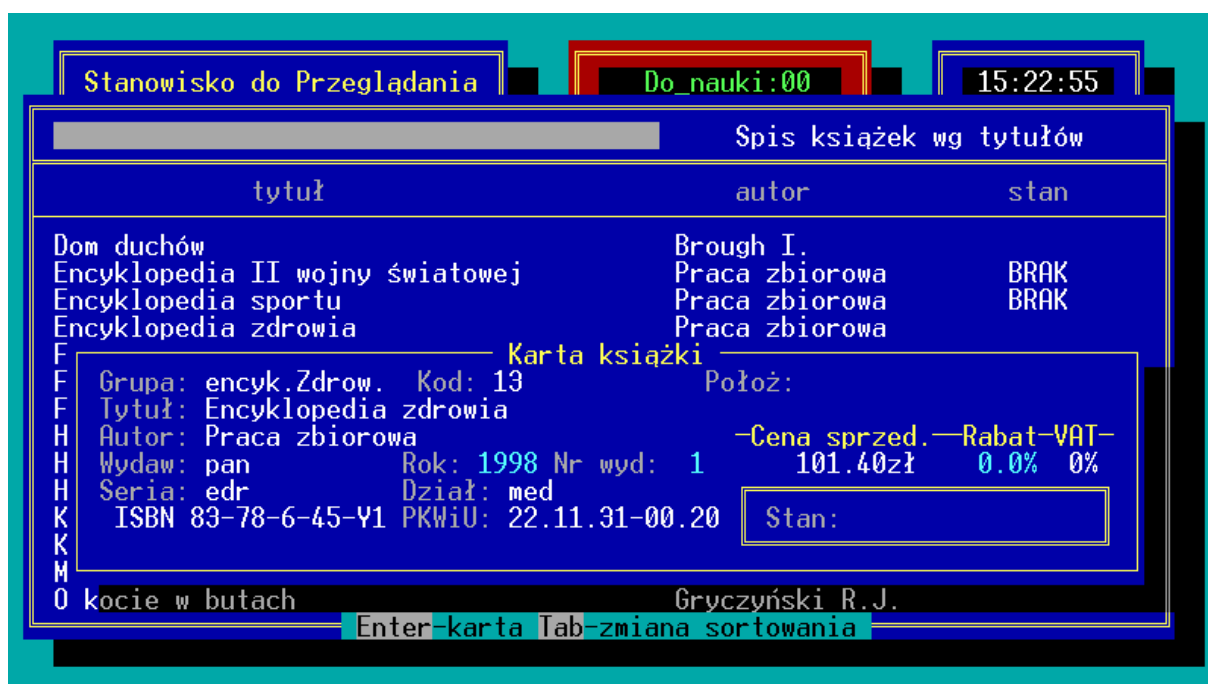 Stanowisko do Przeglądania Do_nauki:00 15:22:55
Spis książek wg tytułów
tytuł autor stan
Dom duchów Brough I.
Encyklopedia II wojny światowej Praca zbiorowa BRAK
Encyklopedia sportu Praca zbiorowa BRAK
Encyklopedia zdrowia Praca zbiorowa
F Karta książki
F Grupa: encyk.Zdrow. Kod: 13 Położ:
F Tytuł: Encyklopedia zdrowia
H Autor: Praca zbiorowa Cena sprzed. Rabat VAT
H Wydaw: pan Rok: 1998 Nr wyd: 1 101.40zł 0.0% 0%
H Seria: edr Dział: med
K ISBN 83-78-6-45-Y1 PKWiU: 22.11.31-00.20 Stan:
K
M
O kocie w butach Gryczyński R.J.
Enter-karta Tab-zmiana sortowania